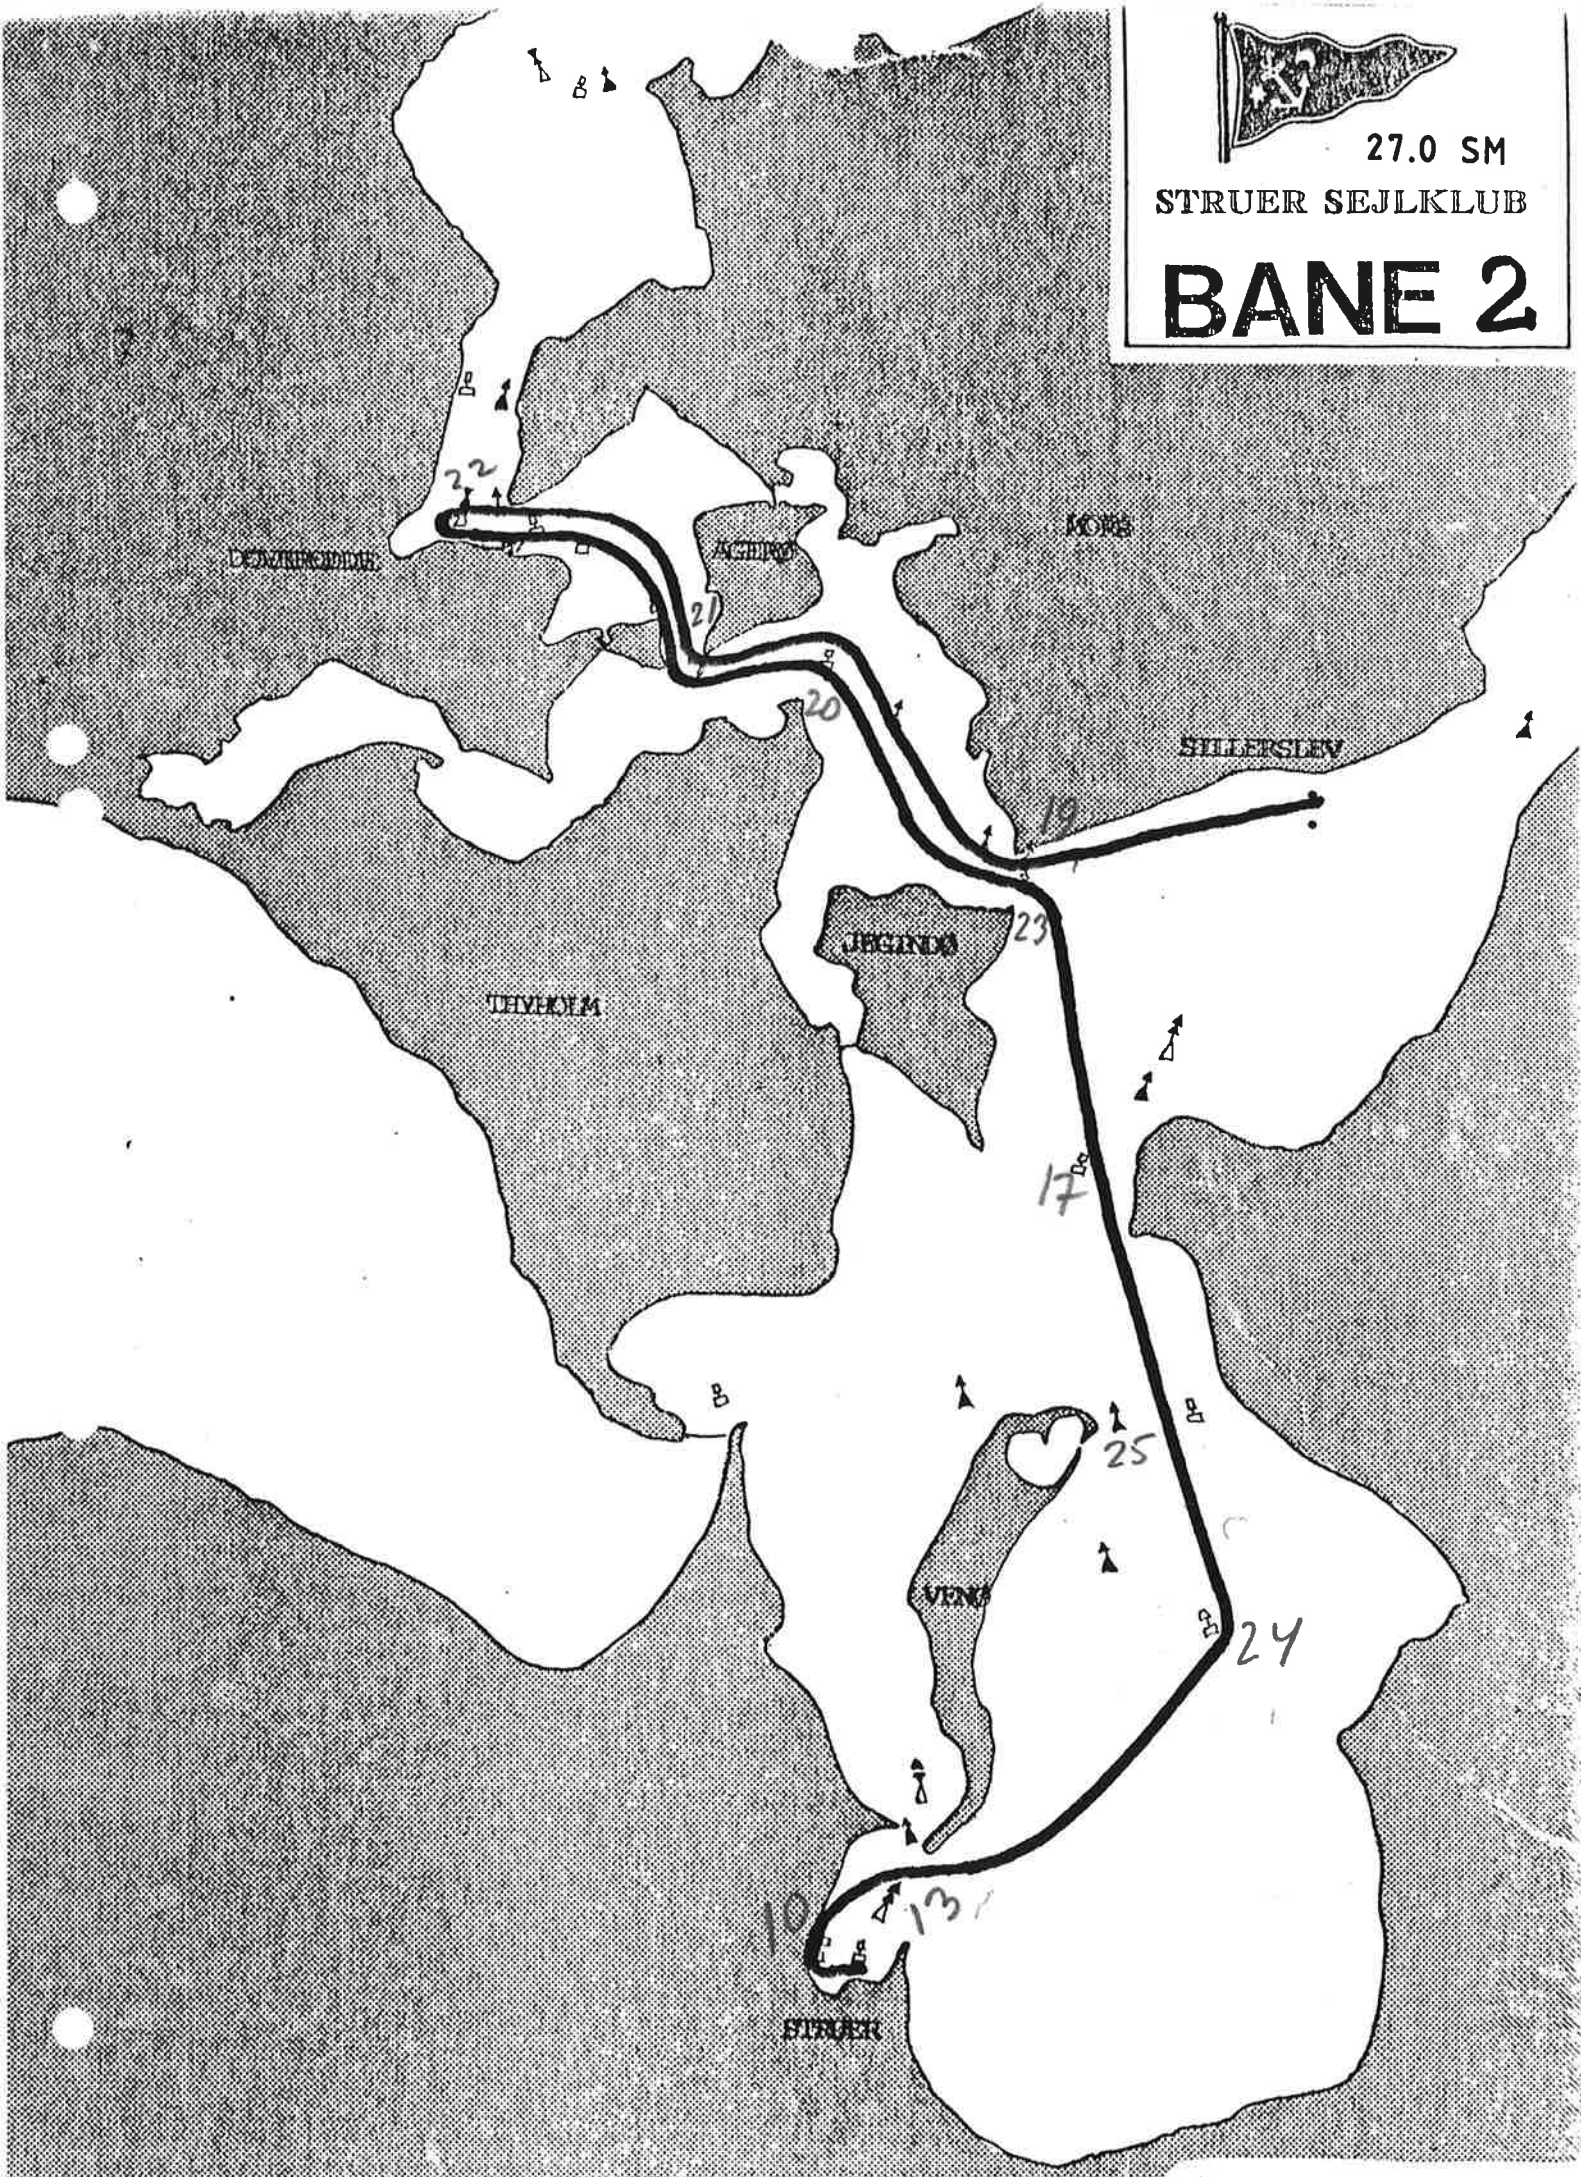 27.0 SM
STRUER SEJLKLUB
BANE 2
22
AGERØ
MORS
21
20
SILLERSLEV
19
23
JEGINDØ
THYHOLM
17
25
VENØ
24
10
13
STRUER